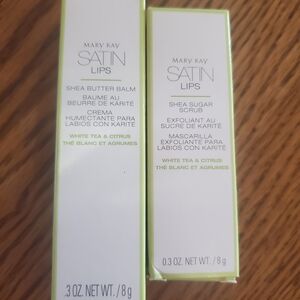 MARY KAY
SATIN
LIPS
SHEA BUTTER BALM
BAUME AU
BEURRE DE KARITÉ
CREMA
HUMECTANTE PARA
LABIOS CON KARITÉ
WHITE TEA & CITRUS
THÉ BLANC ET AGRUMES
.3 OZ. NET WT. / 8 g
MARY KAY
SATIN
LIPS
SHEA SUGAR
SCRUB
EXFOLIANT AU
SUCRE DE KARITÉ
MASCARILLA
EXFOLIANTE PARA
LABIOS CON KARITÉ
WHITE TEA & CITRUS
THÉ BLANC ET AGRUMES
0.3 OZ. NET WT. / 8 g